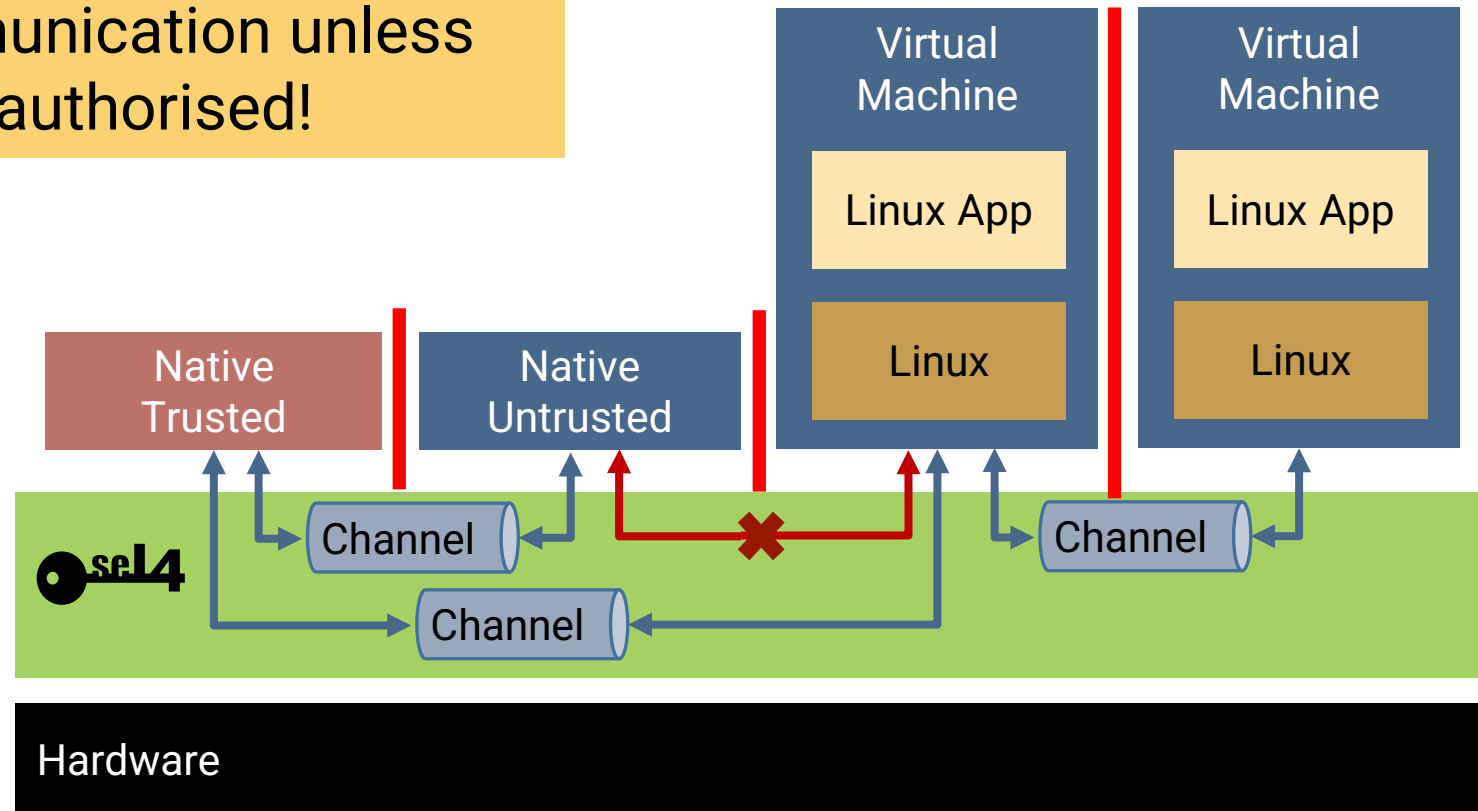 unication unless
authorised!
Virtual
Machine
Linux App
Linux
Virtual
Machine
Linux App
Linux
Native
Trusted
Native
Untrusted
Channel
Channel
Channel
seL4
Hardware